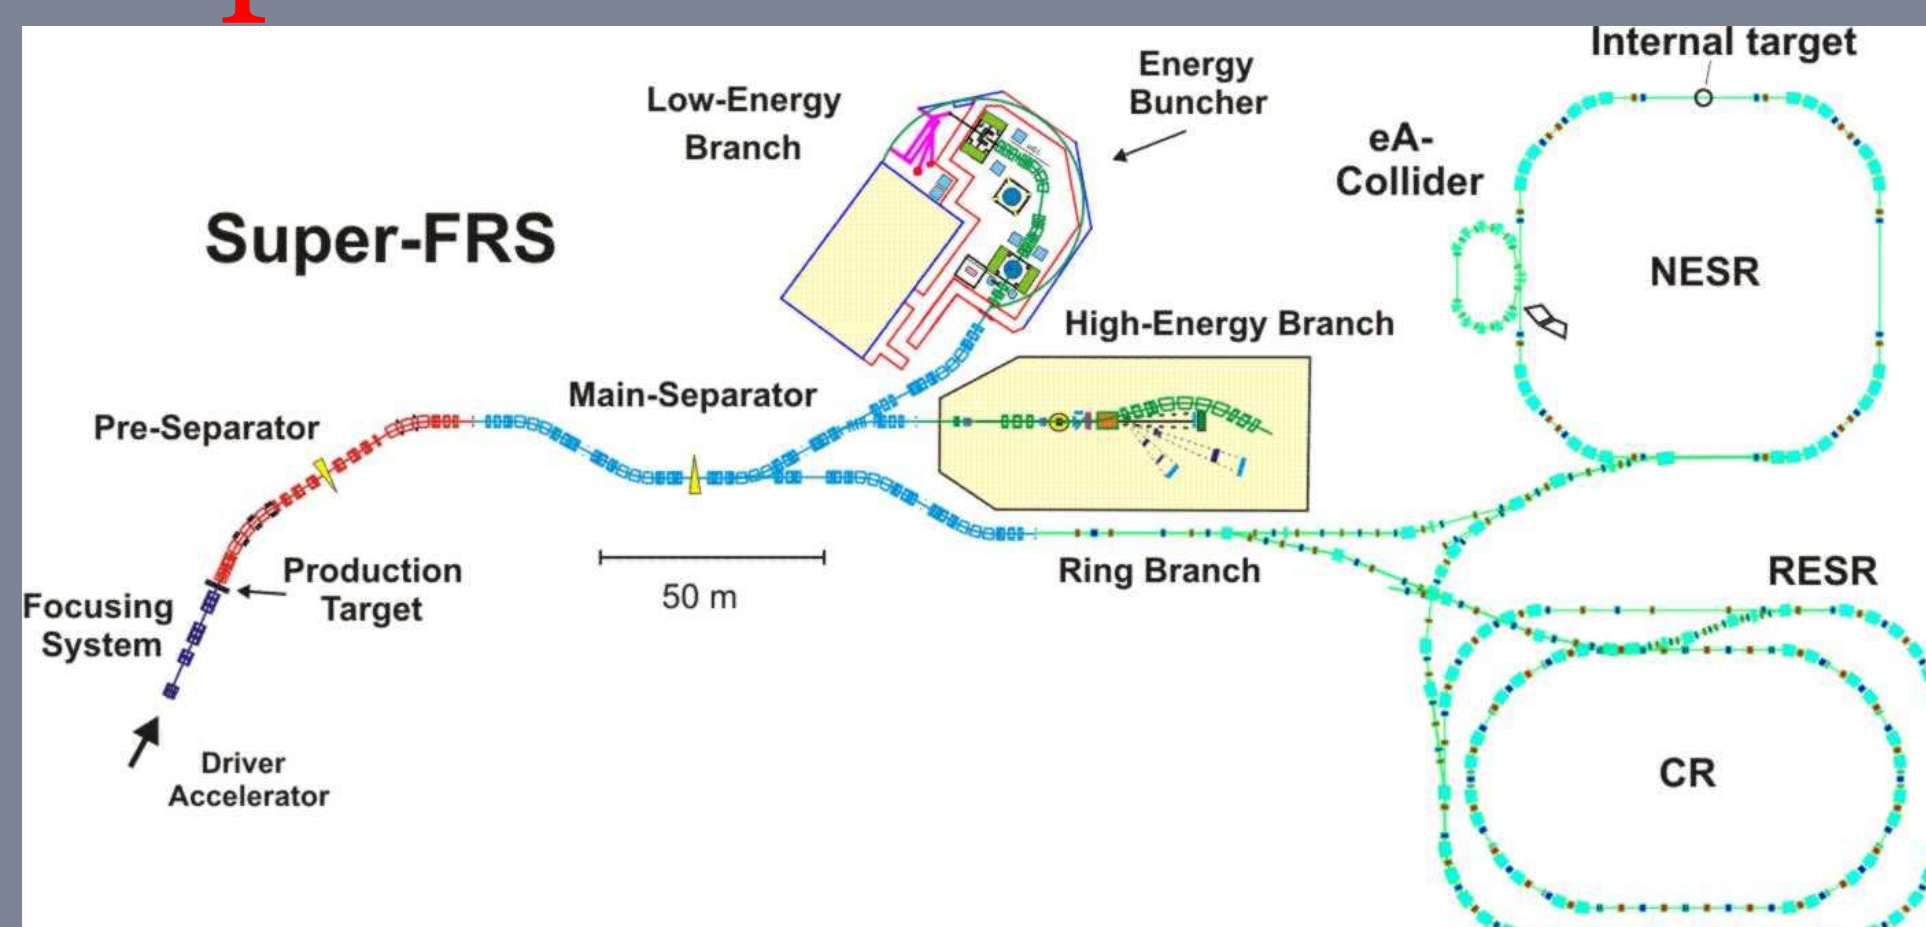 Internal target
Energy
Buncher
Low-Energy
Branch
eA-
Collider
Super-FRS
NESR
High-Energy Branch
Main-Separator
Pre-Separator
Production
Target
50 m
Ring Branch
RESR
Focusing
System
CR
Driver
Accelerator